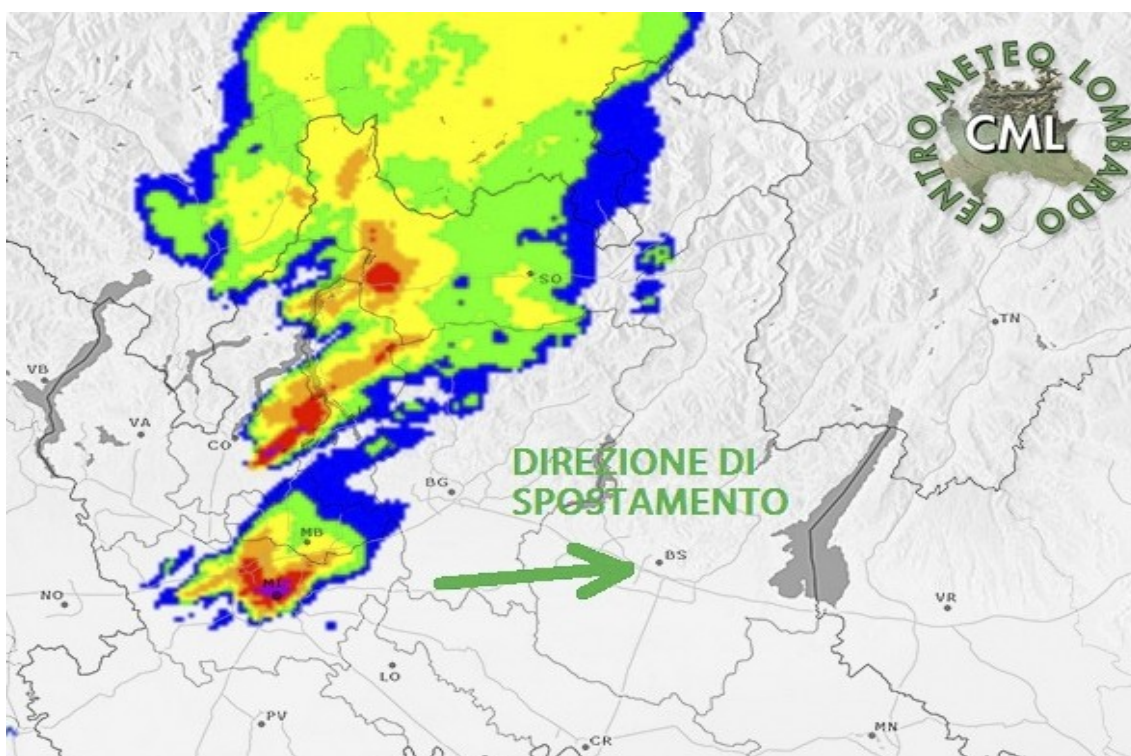 CENTRO METEO LOMBARDO
CML
SO
TN
VB
VA
CO
DIREZIONE DI
SPOSTAMENTO
BG
MB
BS
MI
NO
VR
LO
PV
CR
MN